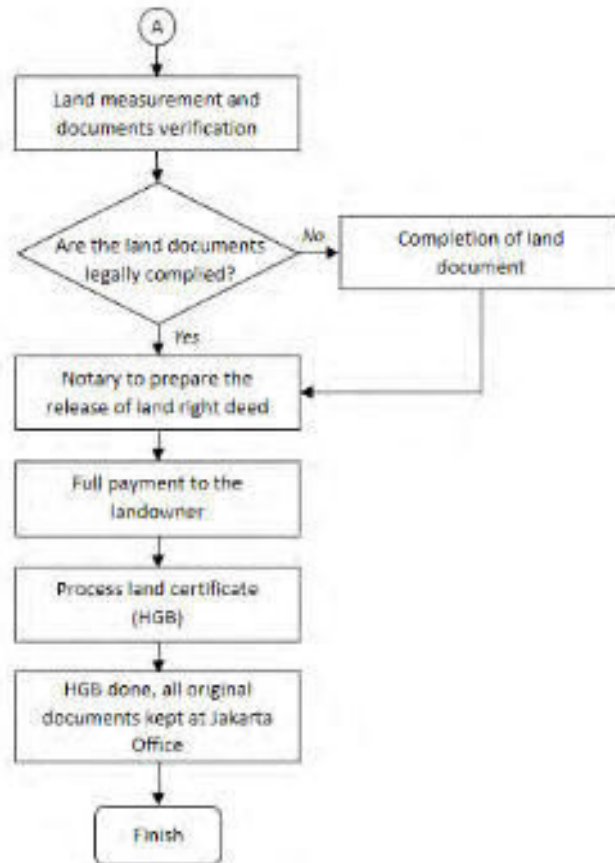 A
Land measurement and
documents verification
Are the land documents
legally complied?
No
Completion of land
document
Yes
Notary to prepare the
release of land right deed
Full payment to the
landowner
Process land certificate
(HGB)
HGB done, all original
documents kept at Jakarta
Office
Finish